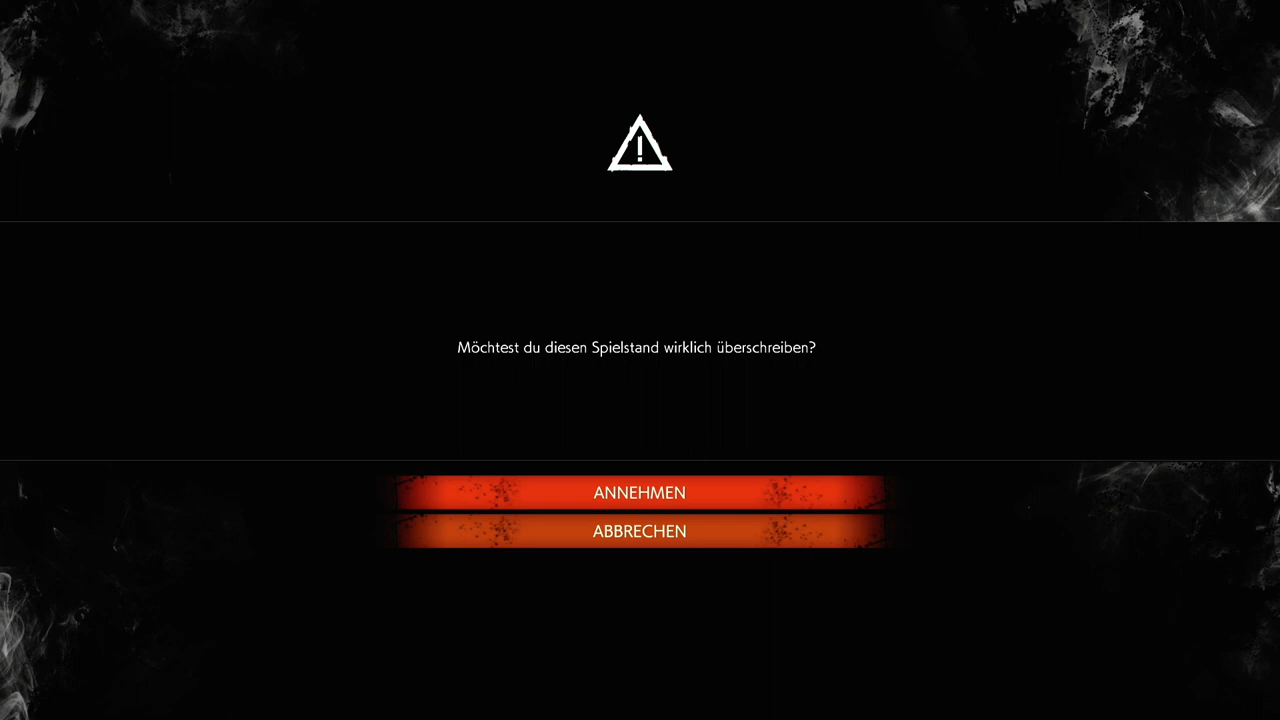 Möchtest du diesen Spielstand wirklich überschreiben?
ANNEHMEN
ABBRECHEN